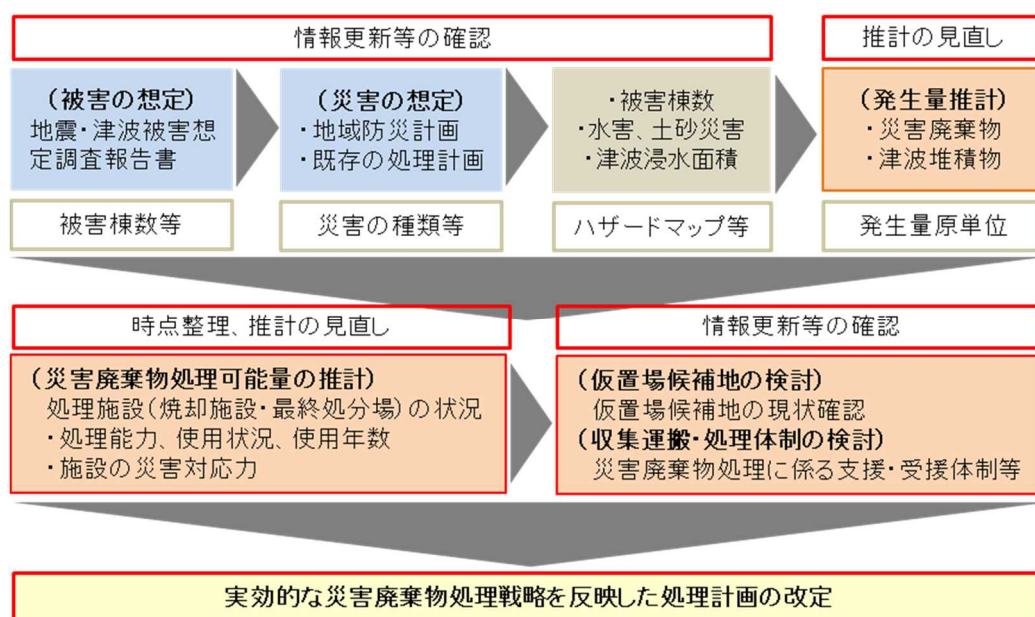 情報更新等の確認
推計の見直し
(被害の想定)
地震・津波被害想
定調査報告書
(災害の想定)
・地域防災計画
・既存の処理計画
・被害棟数
・水害、土砂災害
・津波浸水面積
(発生量推計)
・災害廃棄物
・津波堆積物
被害棟数等
災害の種類等
ハザードマップ等
発生量原単位
時点整理、推計の見直し
情報更新等の確認
(災害廃棄物処理可能量の推計)
処理施設(焼却施設・最終処分場)の状況
・処理能力、使用状況、使用年数
・施設の災害対応力
(仮置場候補地の検討)
仮置場候補地の現状確認
(収集運搬・処理体制の検討)
災害廃棄物処理に係る支援・受援体制等
実効的な災害廃棄物処理戦略を反映した処理計画の改定